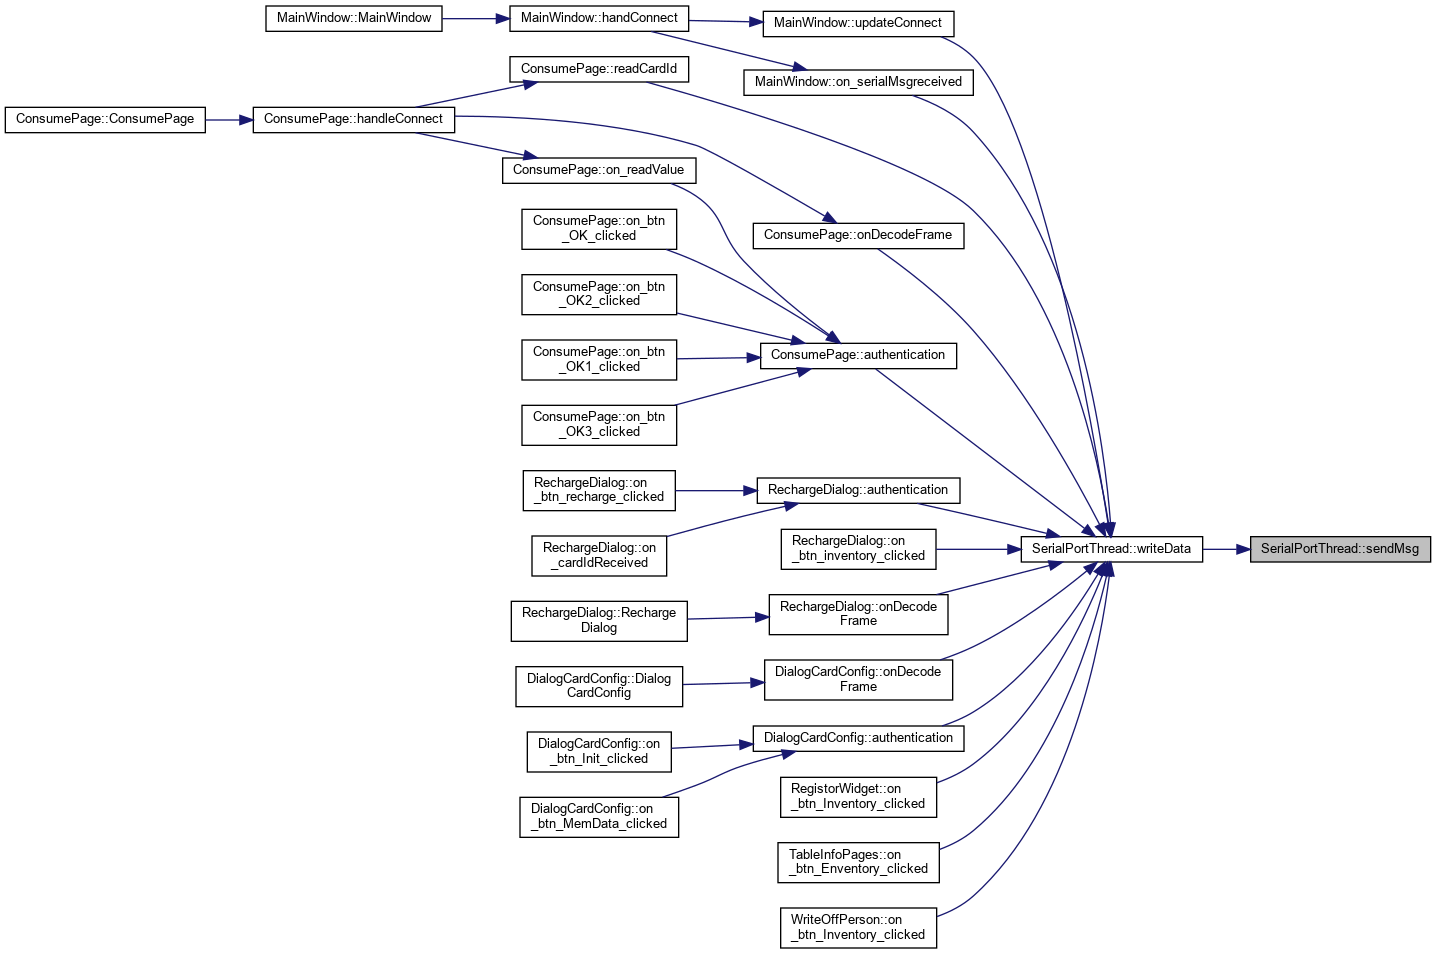 MainWindow::MainWindow
MainWindow::handConnect
MainWindow::updateConnect
ConsumePage::readCardId
MainWindow::on_serialMsgreceived
ConsumePage::ConsumePage
ConsumePage::handleConnect
ConsumePage::on_readValue
ConsumePage::on_btn
_OK_clicked
ConsumePage::onDecodeFrame
ConsumePage::on_btn
_OK2_clicked
ConsumePage::on_btn
_OK1_clicked
ConsumePage::authentication
ConsumePage::on_btn
_OK3_clicked
RechargeDialog::on
_btn_recharge_clicked
RechargeDialog::authentication
RechargeDialog::on
_cardIdReceived
RechargeDialog::on
_btn_inventory_clicked
SerialPortThread::writeData
SerialPortThread::sendMsg
RechargeDialog::Recharge
Dialog
RechargeDialog::onDecode
Frame
DialogCardConfig::Dialog
CardConfig
DialogCardConfig::onDecode
Frame
DialogCardConfig::on
_btn_Init_clicked
DialogCardConfig::authentication
DialogCardConfig::on
_btn_MemData_clicked
RegistorWidget::on
_btn_Inventory_clicked
TableInfoPages::on
_btn_Enventory_clicked
WriteOffPerson::on
_btn_Inventory_clicked